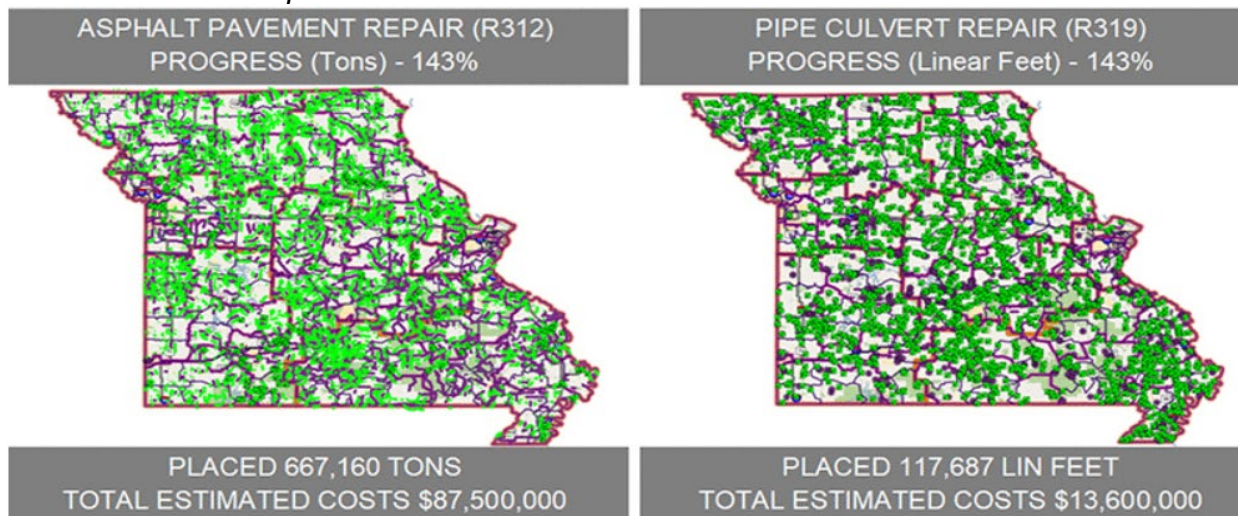 ASPHALT PAVEMENT REPAIR (R312)
PROGRESS (Tons) - 143%
PLACED 667,160 TONS
TOTAL ESTIMATED COSTS $87,500,000
PIPE CULVERT REPAIR (R319)
PROGRESS (Linear Feet) - 143%
PLACED 117,687 LIN FEET
TOTAL ESTIMATED COSTS $13,600,000